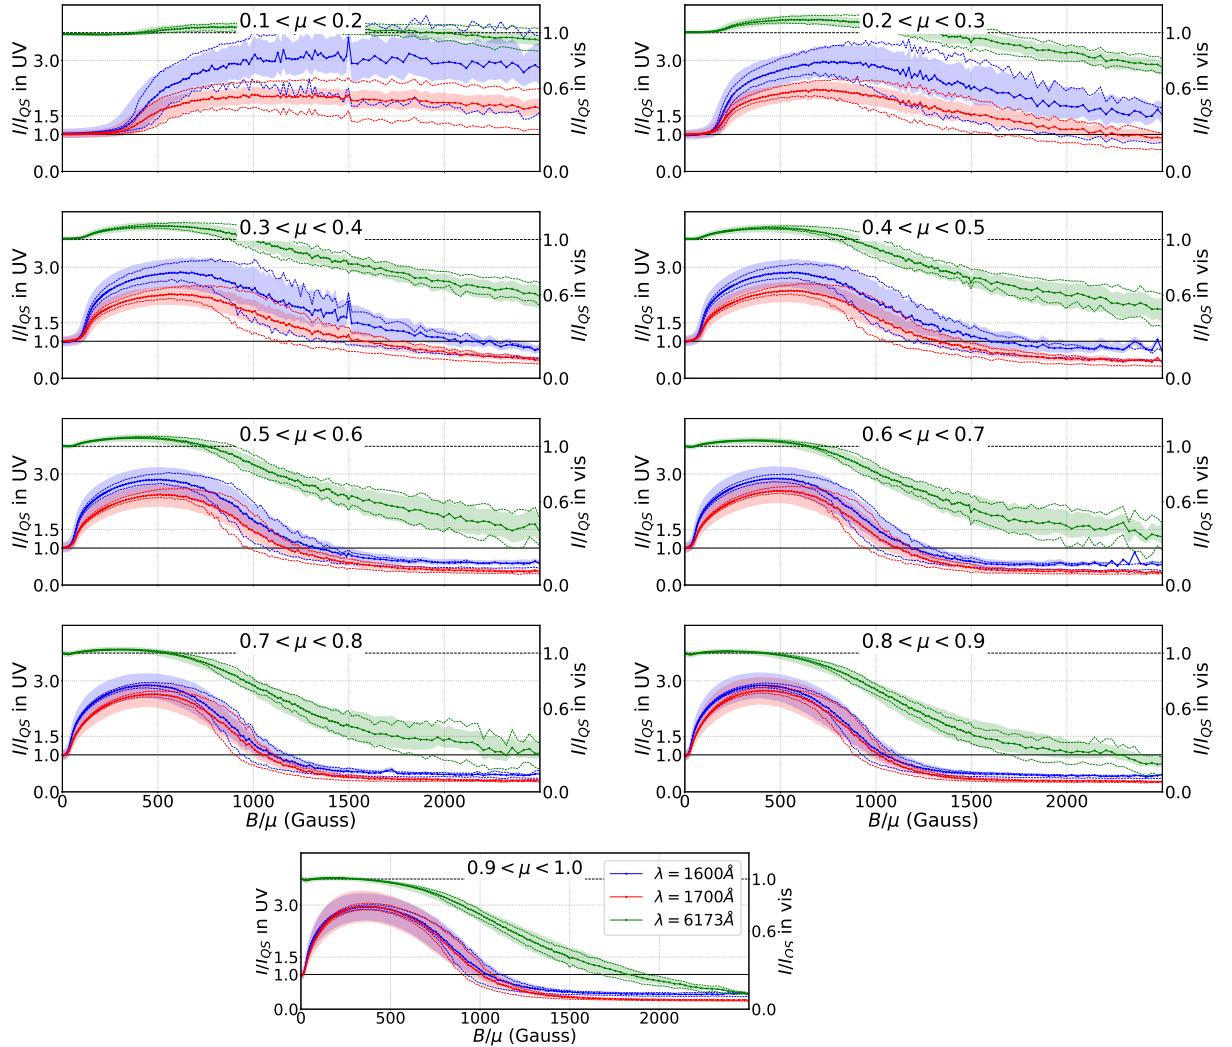 0.1 < μ < 0.2
I/I_QS in UV
3.0
1.5
1.0
0.0
1.0
0.6
0.0
I/I_QS in vis
0.2 < μ < 0.3
I/I_QS in UV
3.0
1.5
1.0
0.0
1.0
0.6
0.0
I/I_QS in vis
0.3 < μ < 0.4
I/I_QS in UV
3.0
1.5
1.0
0.0
1.0
0.6
0.0
I/I_QS in vis
0.4 < μ < 0.5
I/I_QS in UV
3.0
1.5
1.0
0.0
1.0
0.6
0.0
I/I_QS in vis
0.5 < μ < 0.6
I/I_QS in UV
3.0
1.5
1.0
0.0
1.0
0.6
0.0
I/I_QS in vis
0.6 < μ < 0.7
I/I_QS in UV
3.0
1.5
1.0
0.0
1.0
0.6
0.0
I/I_QS in vis
0.7 < μ < 0.8
I/I_QS in UV
3.0
1.5
1.0
0.0
1.0
0.6
0.0
I/I_QS in vis
0 500 1000 1500 2000
B/μ (Gauss)
0.8 < μ < 0.9
I/I_QS in UV
3.0
1.5
1.0
0.0
1.0
0.6
0.0
I/I_QS in vis
0 500 1000 1500 2000
B/μ (Gauss)
0.9 < μ < 1.0
I/I_QS in UV
3.0
1.5
1.0
0.0
λ = 1600Å
λ = 1700Å
λ = 6173Å
1.0
0.6
0.0
I/I_QS in vis
0 500 1000 1500 2000
B/μ (Gauss)